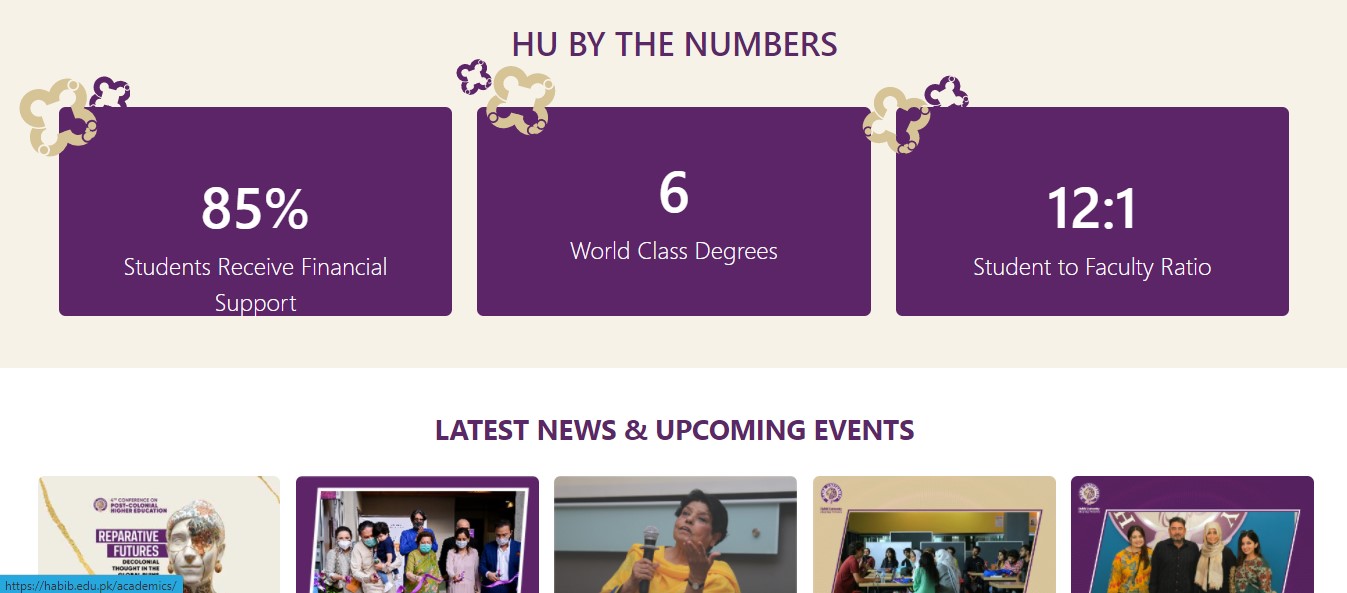 HU BY THE NUMBERS
85%
Students Receive Financial
Support
6
World Class Degrees
12:1
Student to Faculty Ratio
LATEST NEWS & UPCOMING EVENTS
CONFERENCE ON
POST-COLONIAL
HIGHER EDUCATION
REPARATIVE
FUTURES
DECOLONIAL
THOUGHT IN THE
https://habib.edu.pk/academics/